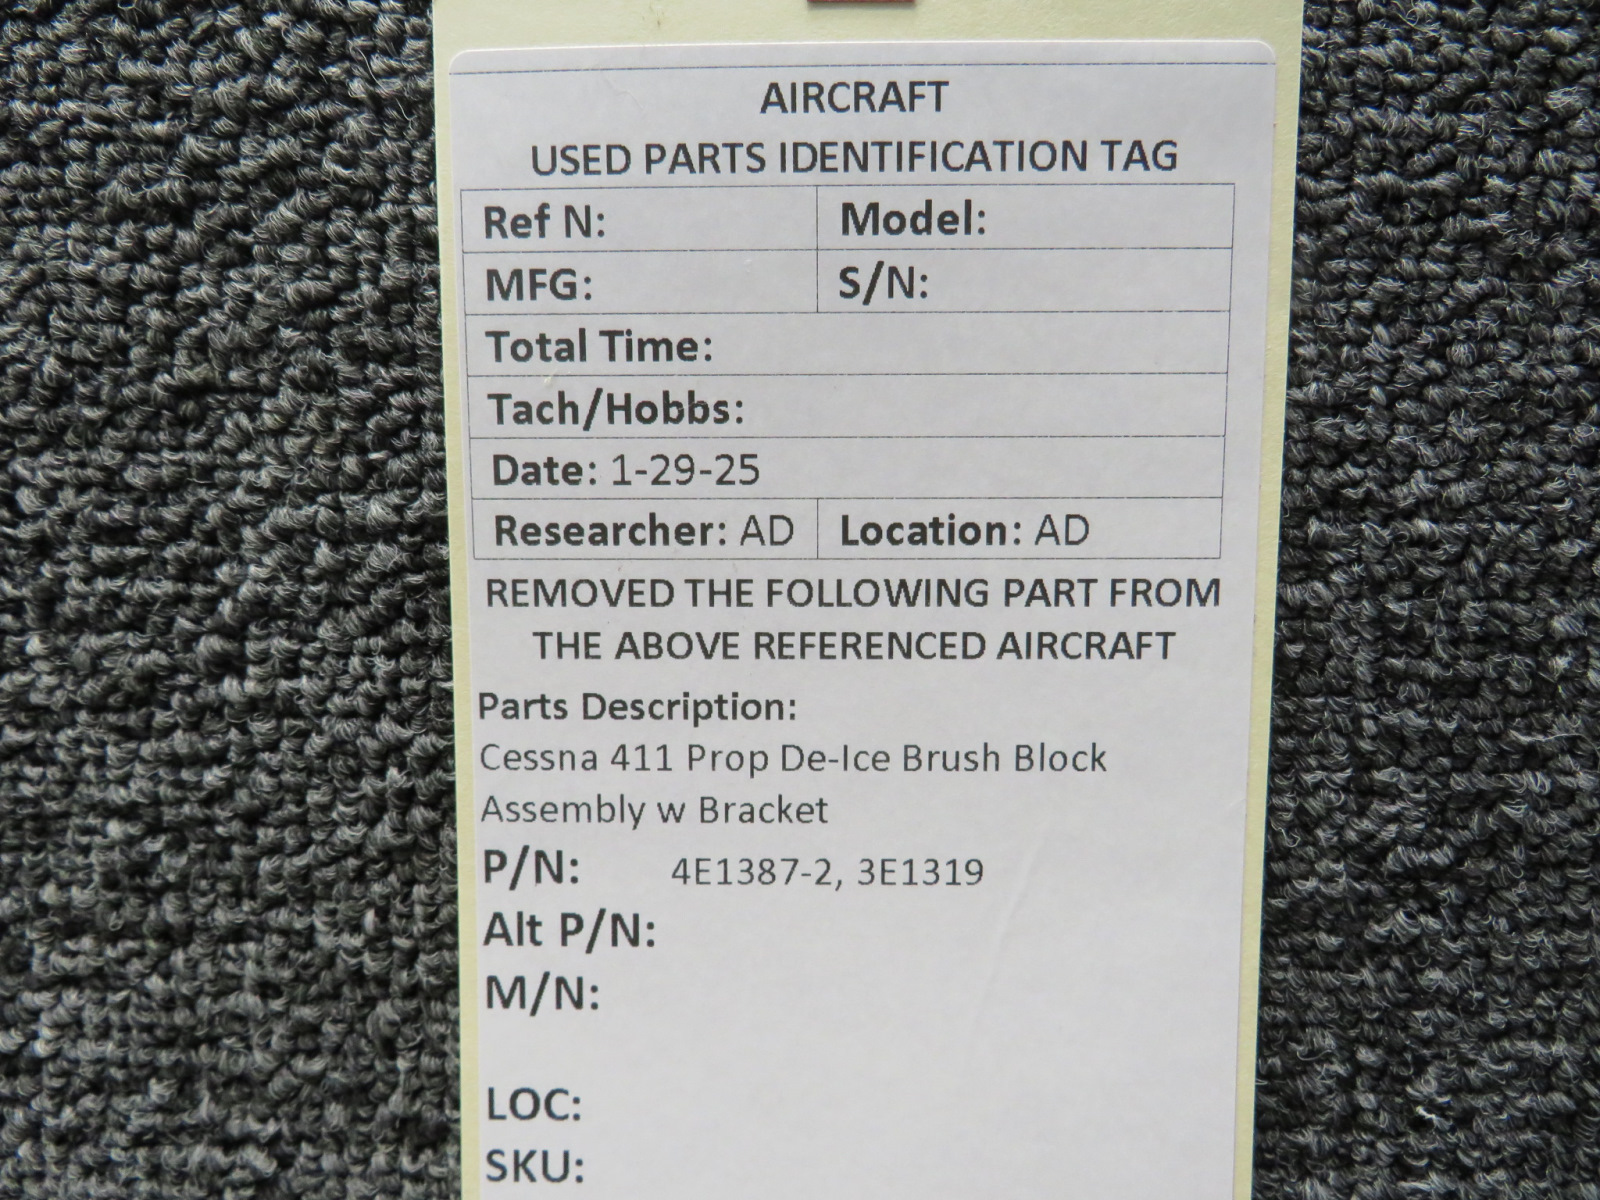 AIRCRAFT
USED PARTS IDENTIFICATION TAG
Ref N: Model:
MFG: S/N:
Total Time:
Tach/Hobbs:
Date: 1-29-25
Researcher: AD Location: AD
REMOVED THE FOLLOWING PART FROM
THE ABOVE REFERENCED AIRCRAFT
Parts Description:
Cessna 411 Prop De-Ice Brush Block
Assembly w Bracket
P/N: 4E1387-2, 3E1319
Alt P/N:
M/N:
LOC:
SKU: